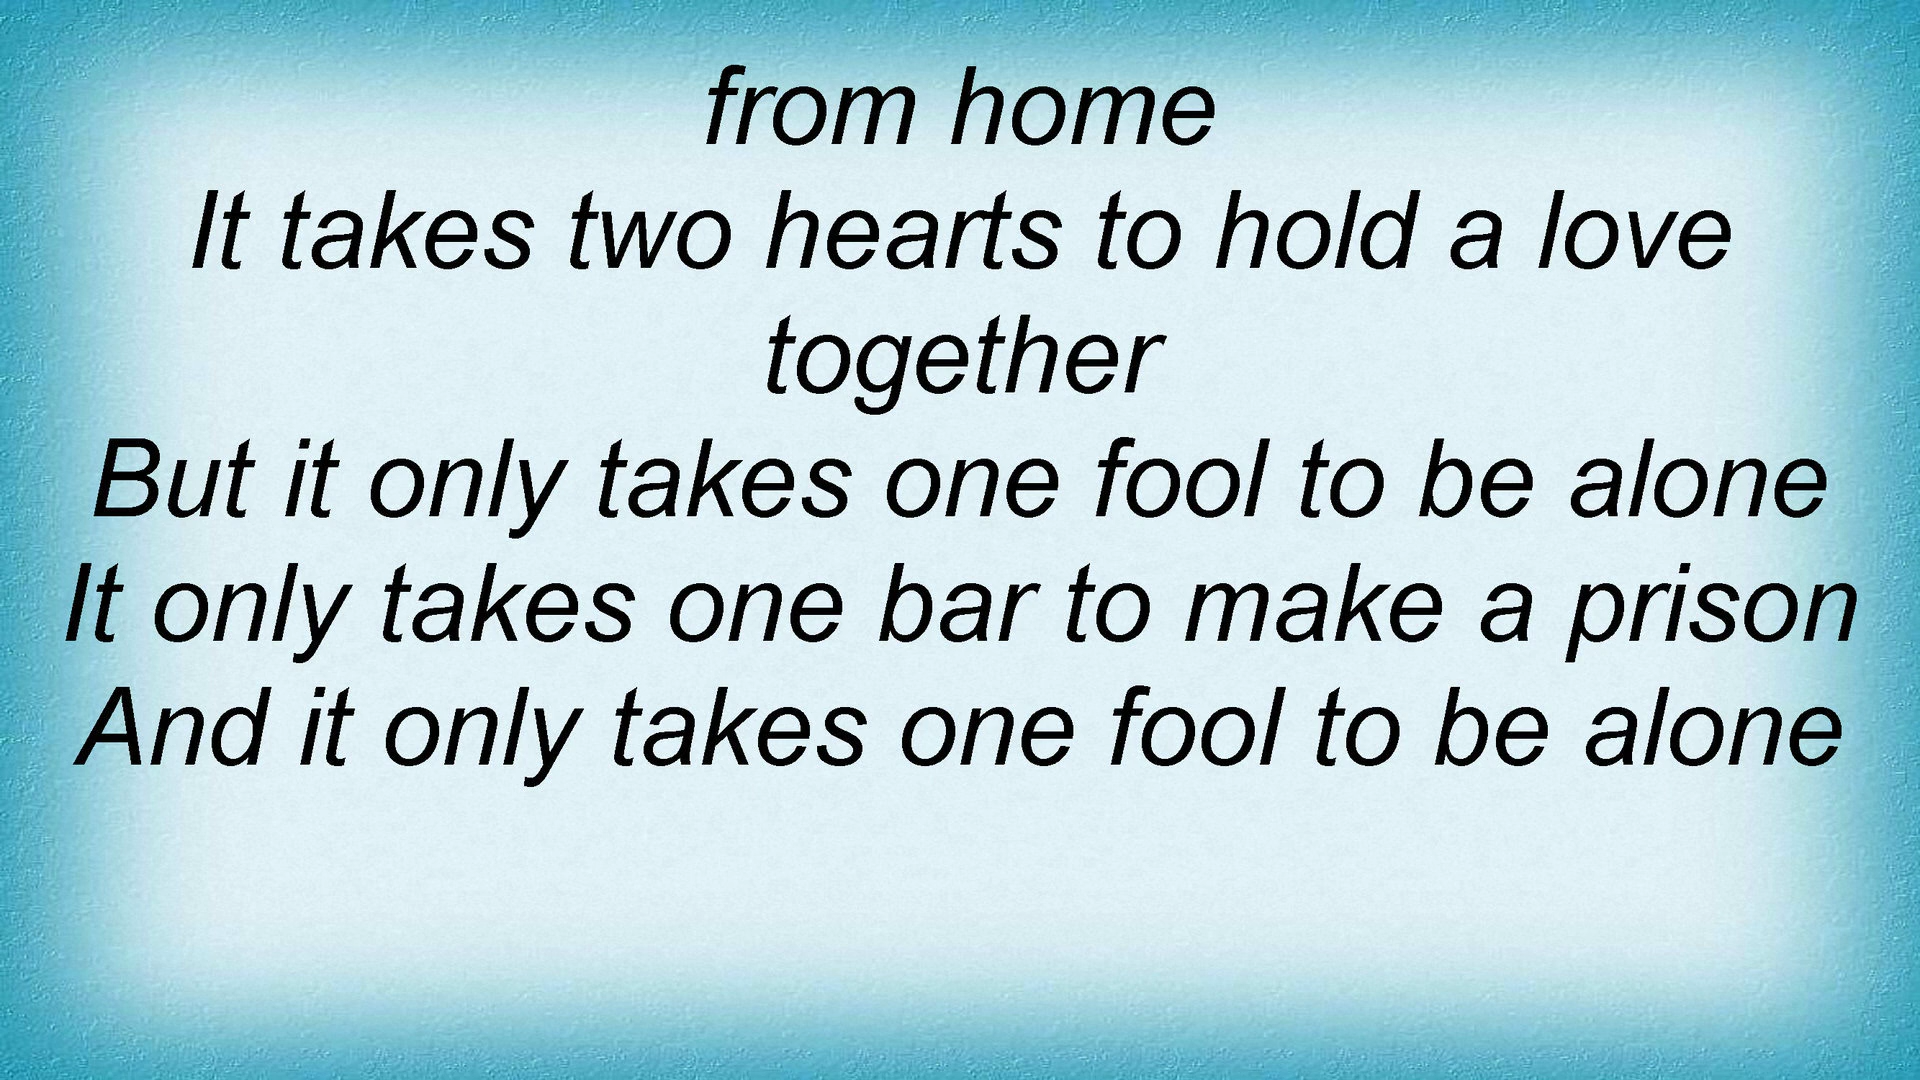 from home
It takes two hearts to hold a love
together
But it only takes one fool to be alone
It only takes one bar to make a prison
And it only takes one fool to be alone